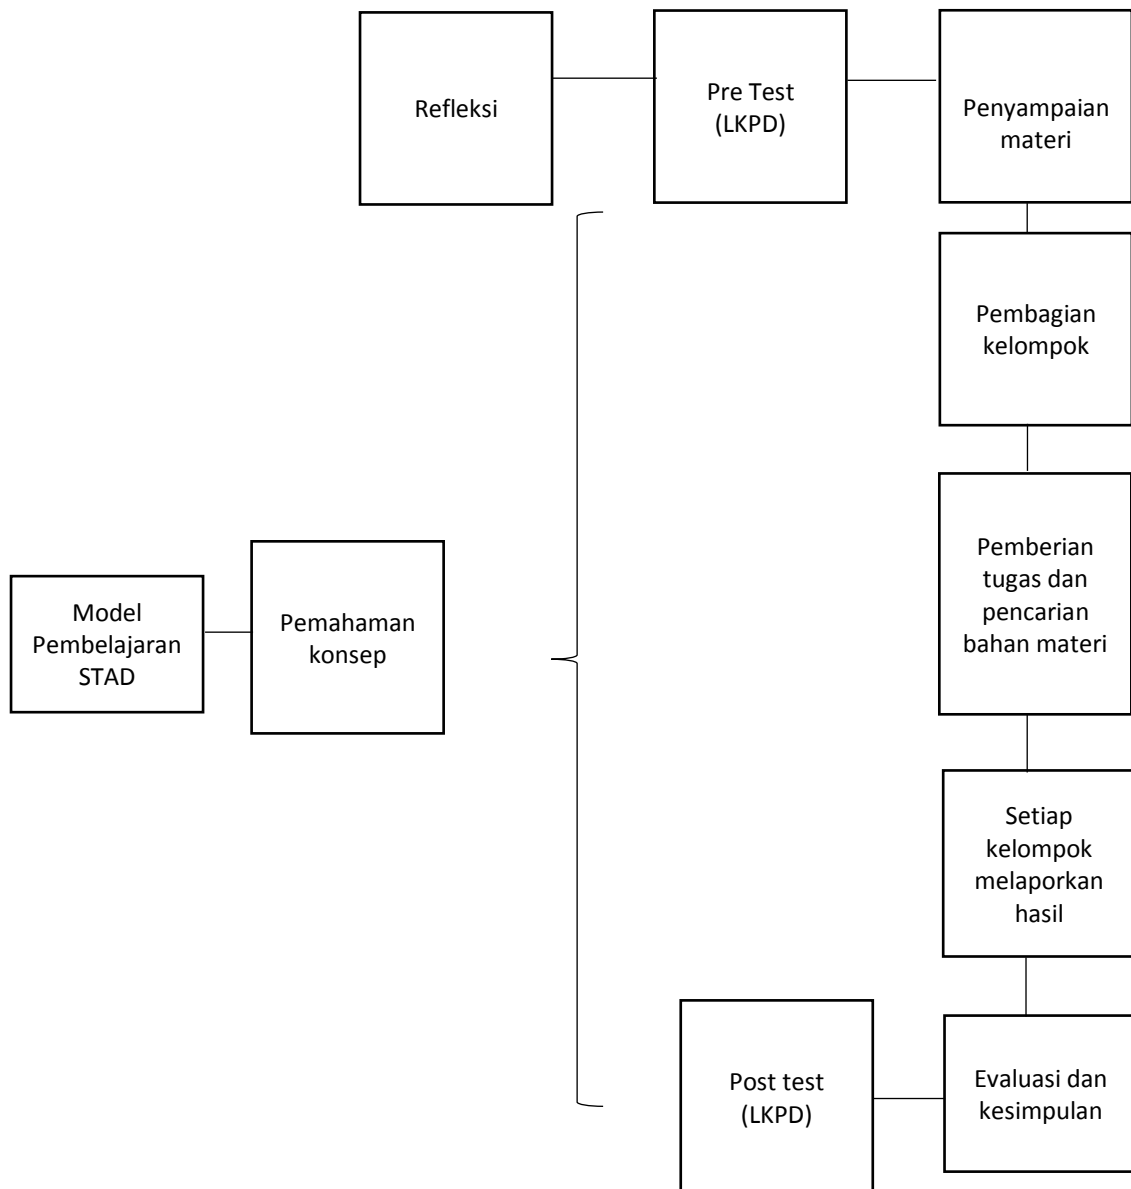 Refleksi
Pre Test
(LKPD)
Penyampaian
materi
Pembagian
kelompok
Pemberian
tugas dan
pencarian
bahan materi
Model
Pembelajaran
STAD
Pemahaman
konsep
Setiap
kelompok
melaporkan
hasil
Post test
(LKPD)
Evaluasi dan
kesimpulan